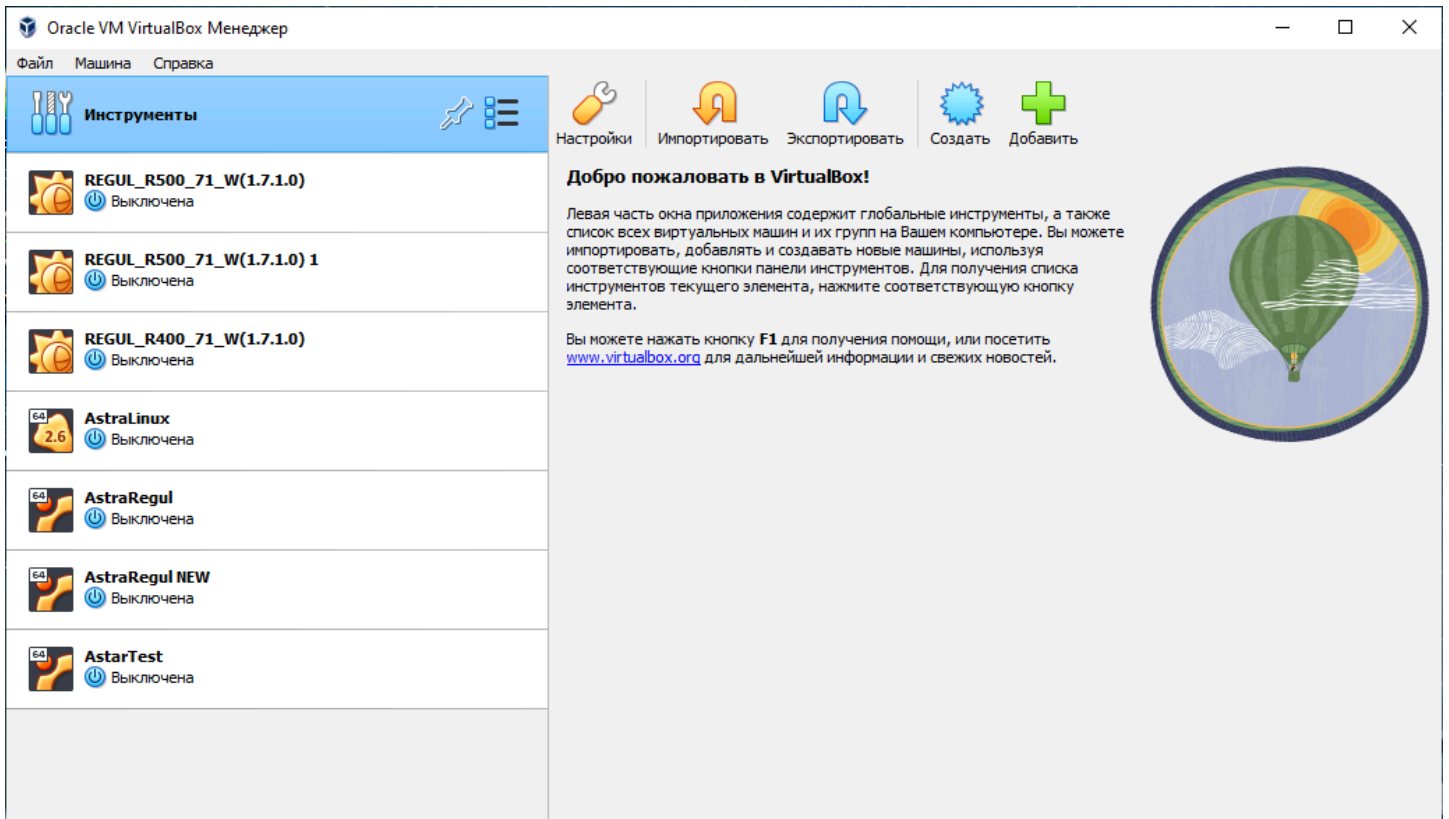 Oracle VM VirtualBox Менеджер
Файл Машина Справка
Инструменты
Настройки Импортировать Экспортировать Создать Добавить
REGUL_R500_71_W(1.7.1.0)
Выключена
REGUL_R500_71_W(1.7.1.0) 1
Выключена
REGUL_R400_71_W(1.7.1.0)
Выключена
64
2.6
AstraLinux
Выключена
64
AstraRegul
Выключена
64
AstraRegul NEW
Выключена
64
AstarTest
Выключена
Добро пожаловать в VirtualBox!
Левая часть окна приложения содержит глобальные инструменты, а также
список всех виртуальных машин и их групп на Вашем компьютере. Вы можете
импортировать, добавлять и создавать новые машины, используя
соответствующие кнопки панели инструментов. Для получения списка
инструментов текущего элемента, нажмите соответствующую кнопку
элемента.
Вы можете нажать кнопку F1 для получения помощи, или посетить
www.virtualbox.org для дальнейшей информации и свежих новостей.